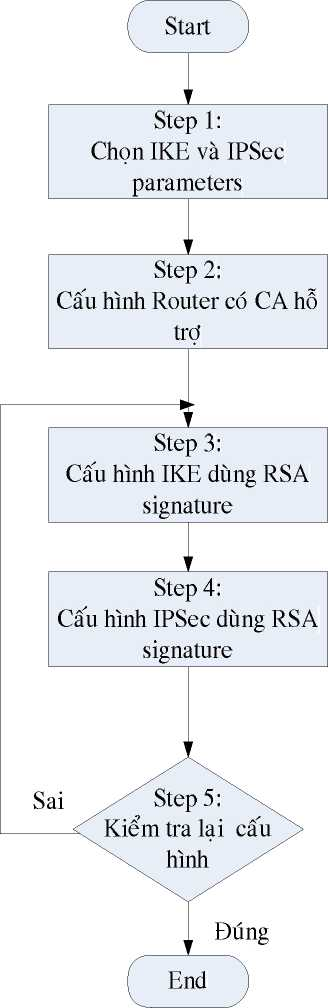 Start
Step 1:
Chọn IKE và IPSec
parameters
Step 2:
Cấu hình Router có CA hỗ
trợ
Step 3:
Cấu hình IKE dùng RSA
signature
Step 4:
Cấu hình IPSec dùng RSA
signature
Step 5:
Kiểm tra lại cấu
hình
Sai
Đúng
End